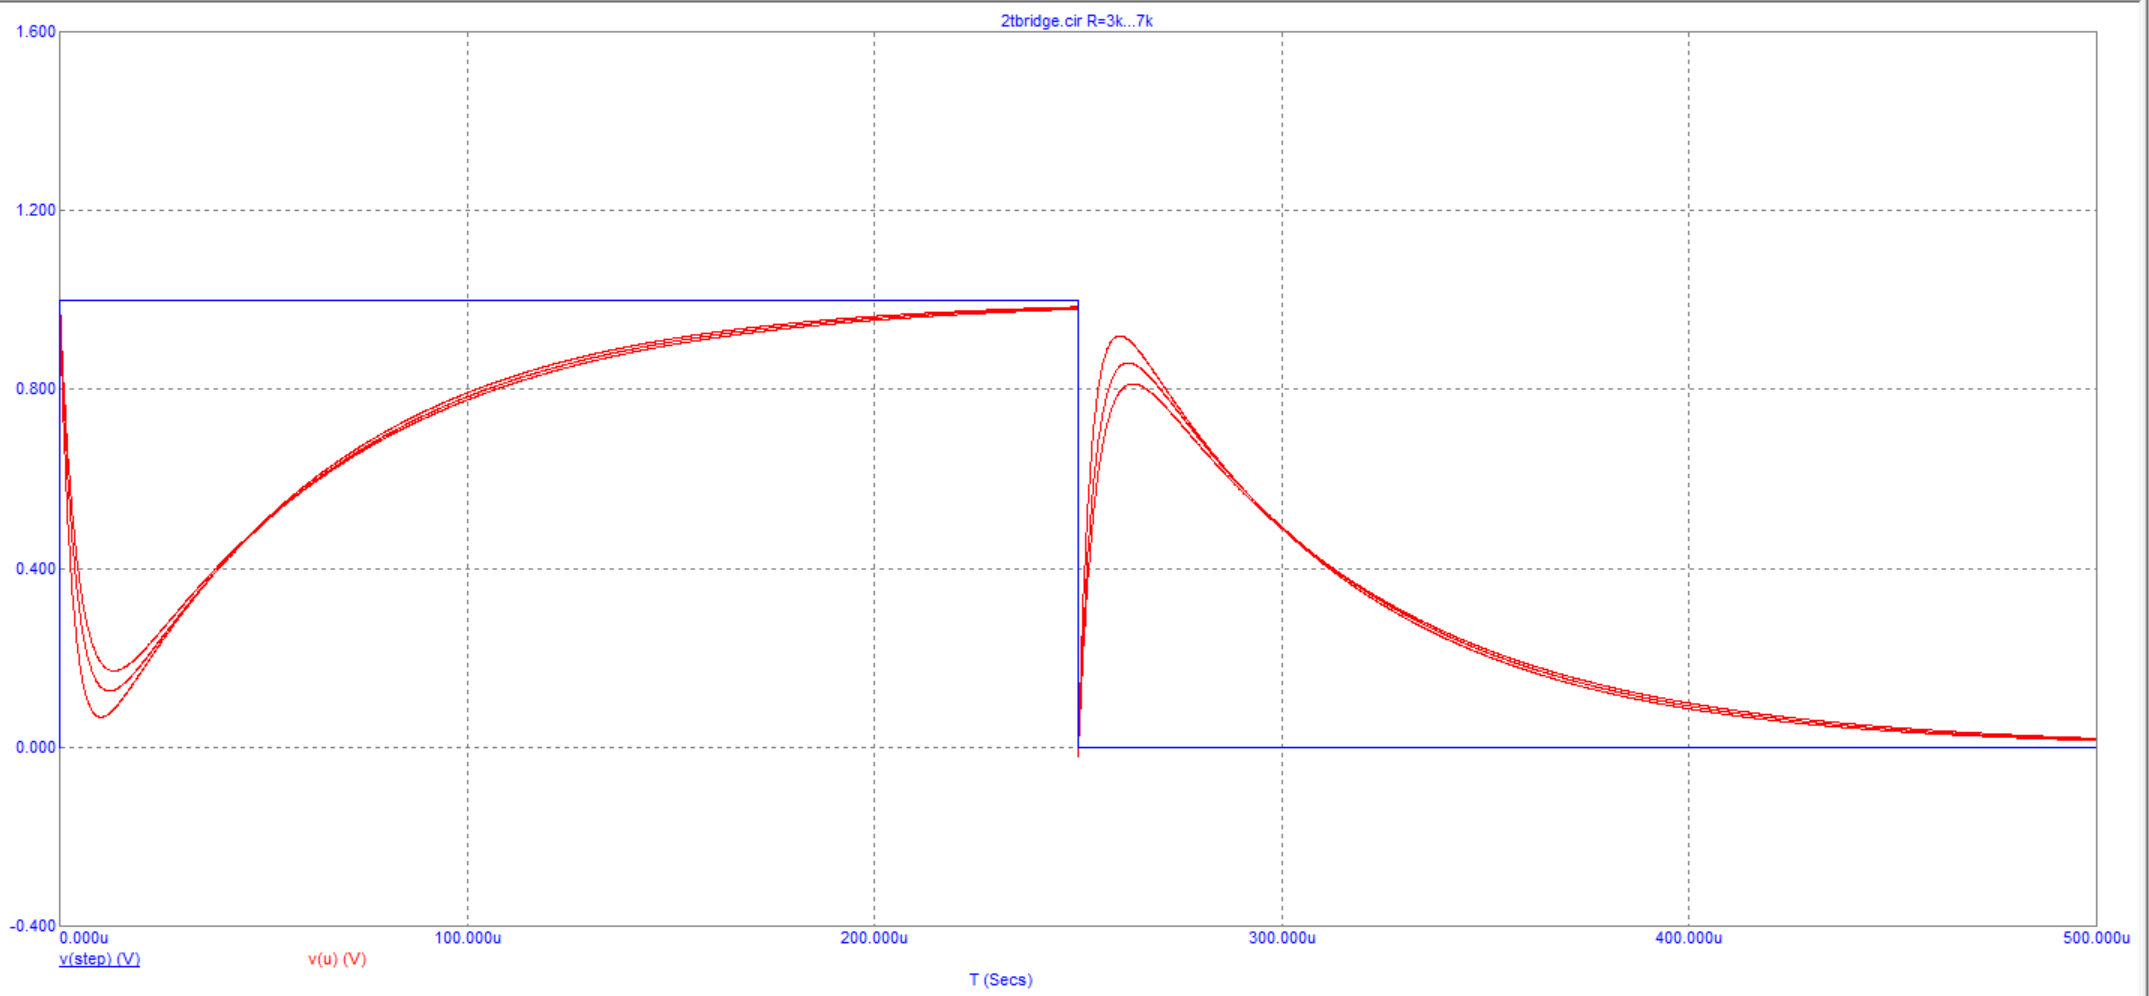 2tbridge.cir R=3k...7k
1.600
1.200
0.800
0.400
0.000
-0.400
0.000u 100.000u 200.000u 300.000u 400.000u 500.000u
v(step) (V) v(u) (V)
T (Secs)